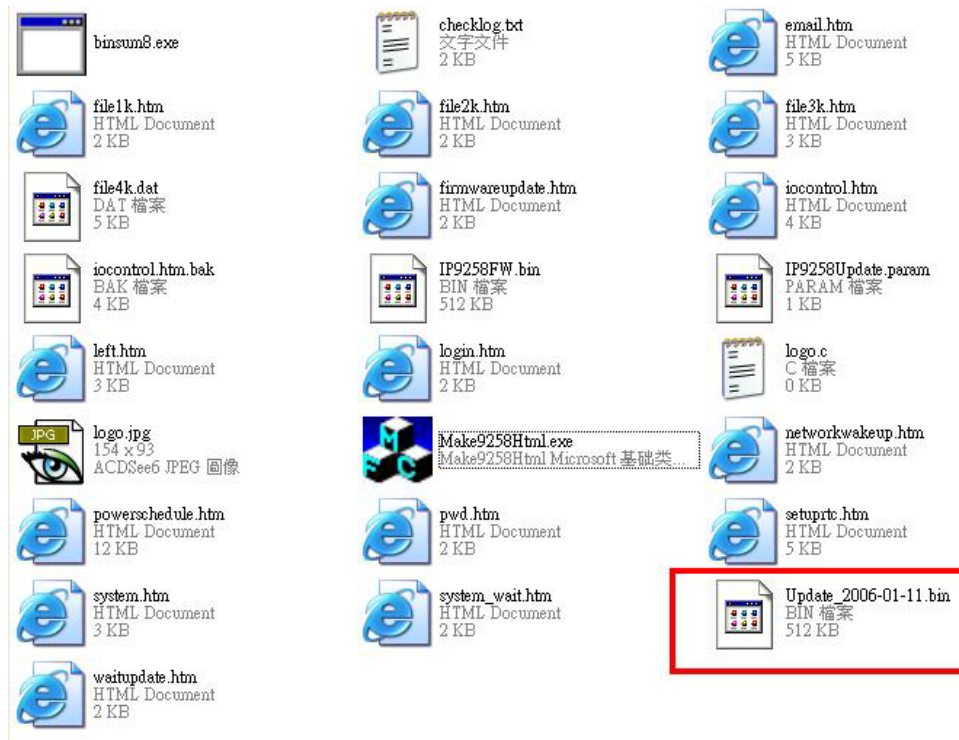 binsum8.exe
checklog.txt
文字文件
2 KB
email.htm
HTML Document
5 KB
file1k.htm
HTML Document
2 KB
file2k.htm
HTML Document
2 KB
file3k.htm
HTML Document
3 KB
file4k.dat
DAT 檔案
5 KB
firmwareupdate.htm
HTML Document
2 KB
iocontrol.htm
HTML Document
4 KB
iocontrol.htm.bak
BAK 檔案
4 KB
IP9258FW.bin
BIN 檔案
512 KB
IP9258Update.param
PARAM 檔案
1 KB
left.htm
HTML Document
3 KB
login.htm
HTML Document
2 KB
logo.c
C 檔案
0 KB
JPG
logo.jpg
154 x 93
ACDSee6 JPEG 圖像
M
F C
Make9258Html.exe
Make9258Html Microsoft 基础类...
networkwakeup.htm
HTML Document
2 KB
powerschedule.htm
HTML Document
12 KB
pwd.htm
HTML Document
2 KB
setuprtc.htm
HTML Document
5 KB
system.htm
HTML Document
3 KB
system_wait.htm
HTML Document
2 KB
Update_2006-01-11.bin
BIN 檔案
512 KB
waitupdate.htm
HTML Document
2 KB